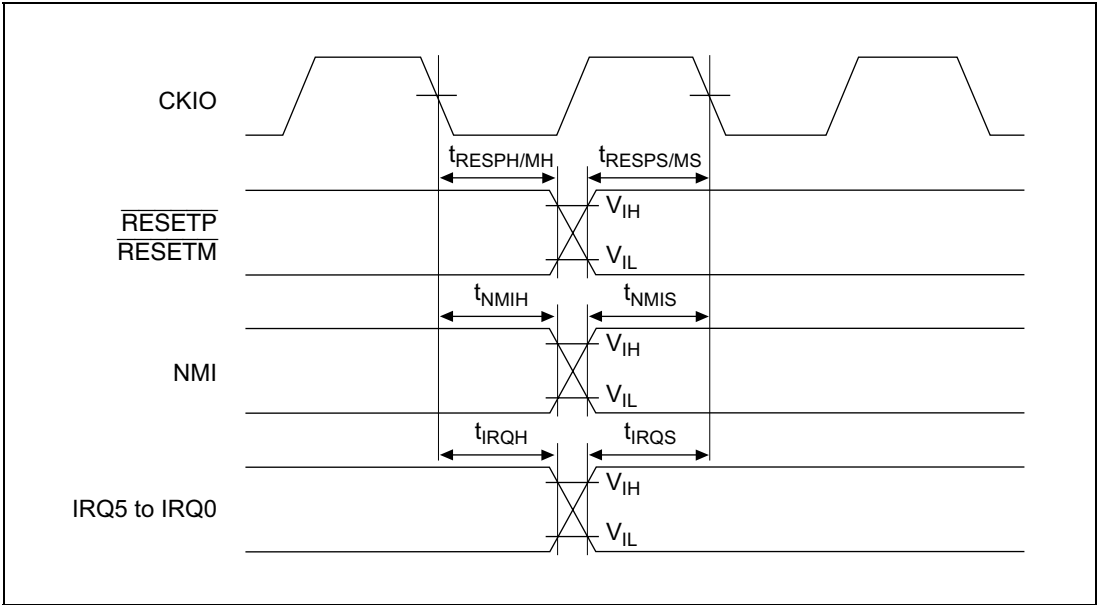 CKIO
tRESPH/MH tRESPS/MS
RESETP
RESETM
VIH
VIL
tNMIH tNMIS
NMI
VIH
VIL
tIRQH tIRQS
IRQ5 to IRQ0
VIH
VIL